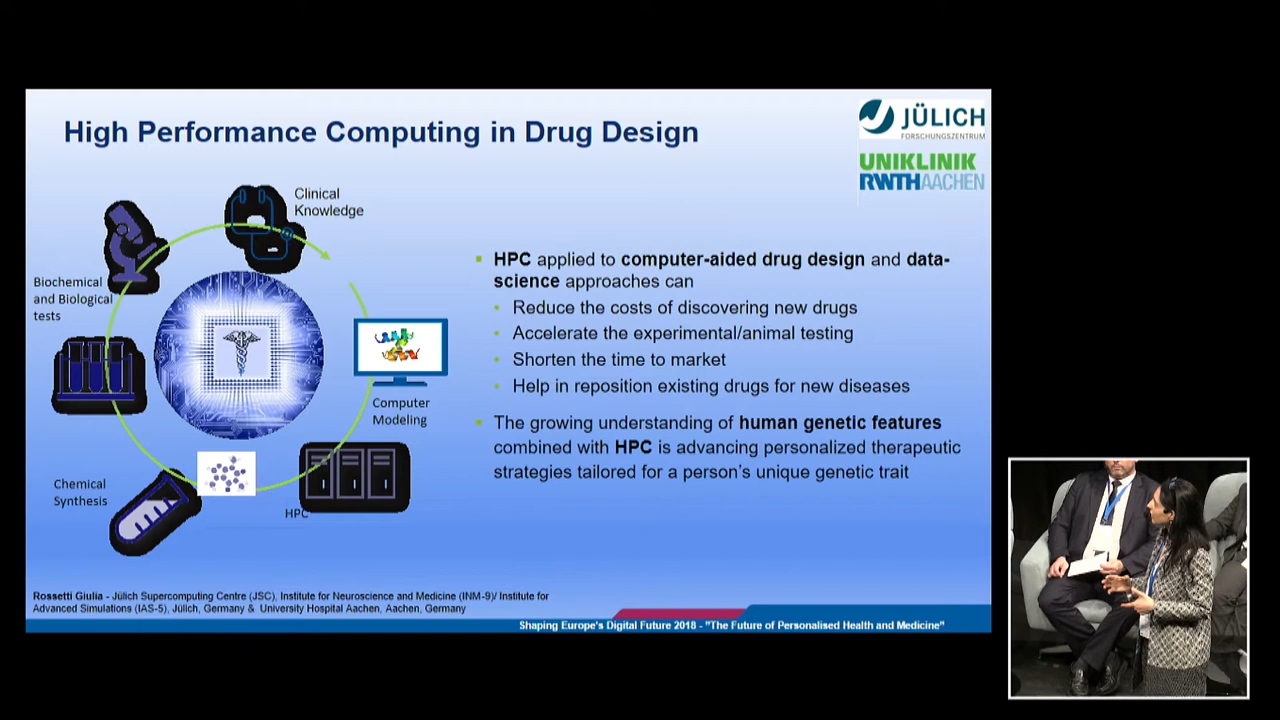 High Performance Computing in Drug Design
JÜLICH
FORSCHUNGSZENTRUM
UNIKLINIK
RWTHAACHEN
Clinical
Knowledge
Biochemical
and Biological
tests
Computer
Modeling
Chemical
Synthesis
HPC
▪ HPC applied to computer-aided drug design and data-
science approaches can
• Reduce the costs of discovering new drugs
• Accelerate the experimental/animal testing
• Shorten the time to market
• Help in reposition existing drugs for new diseases
▪ The growing understanding of human genetic features
combined with HPC is advancing personalized therapeutic
strategies tailored for a person's unique genetic trait
Rossetti Giulia - Jülich Supercomputing Centre (JSC), Institute for Neuroscience and Medicine (INM-9)/ Institute for
Advanced Simulations (IAS-5), Jülich, Germany & University Hospital Aachen, Aachen, Germany
Shaping Europe's Digital Future 2018 - "The Future of Personalised Health and Medicine"